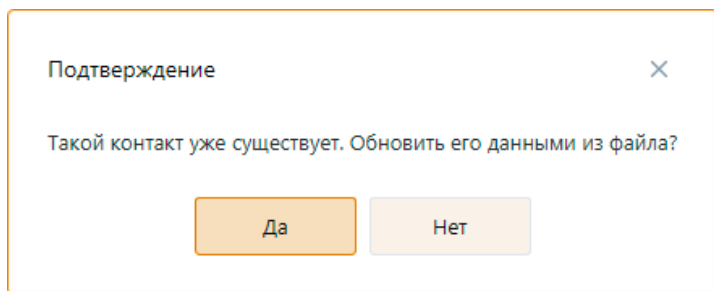 Подтверждение
Такой контакт уже существует. Обновить его данными из файла?
Да
Нет